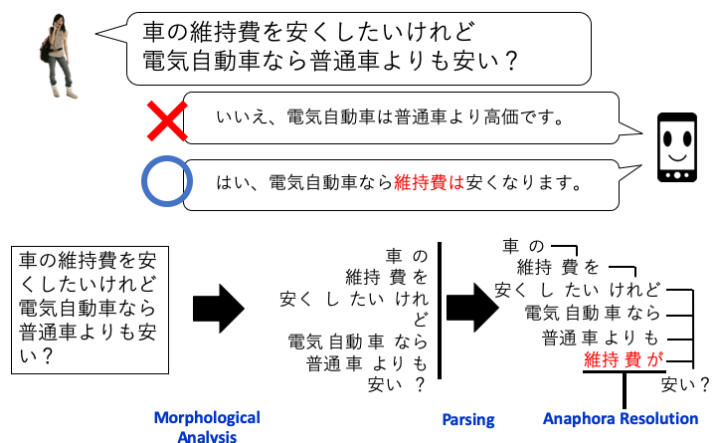 車の維持費を安くしたいけれど
電気自動車なら普通車よりも安い？
いいえ、電気自動車は普通車より高価です。
はい、電気自動車なら維持費は安くなります。
車の維持費を安
くしたいけれど
電気自動車なら
普通車よりも安
い？
車 の
維持 費 を
安く し たい けれ
ど
電気 自動 車 なら
普通 車 より も
安い ？
車 の
維持 費 を
安く し たい けれど
電気 自動 車 なら
普通 車 より も
維持 費 が
安い？
Morphological
Analysis
Parsing
Anaphora Resolution